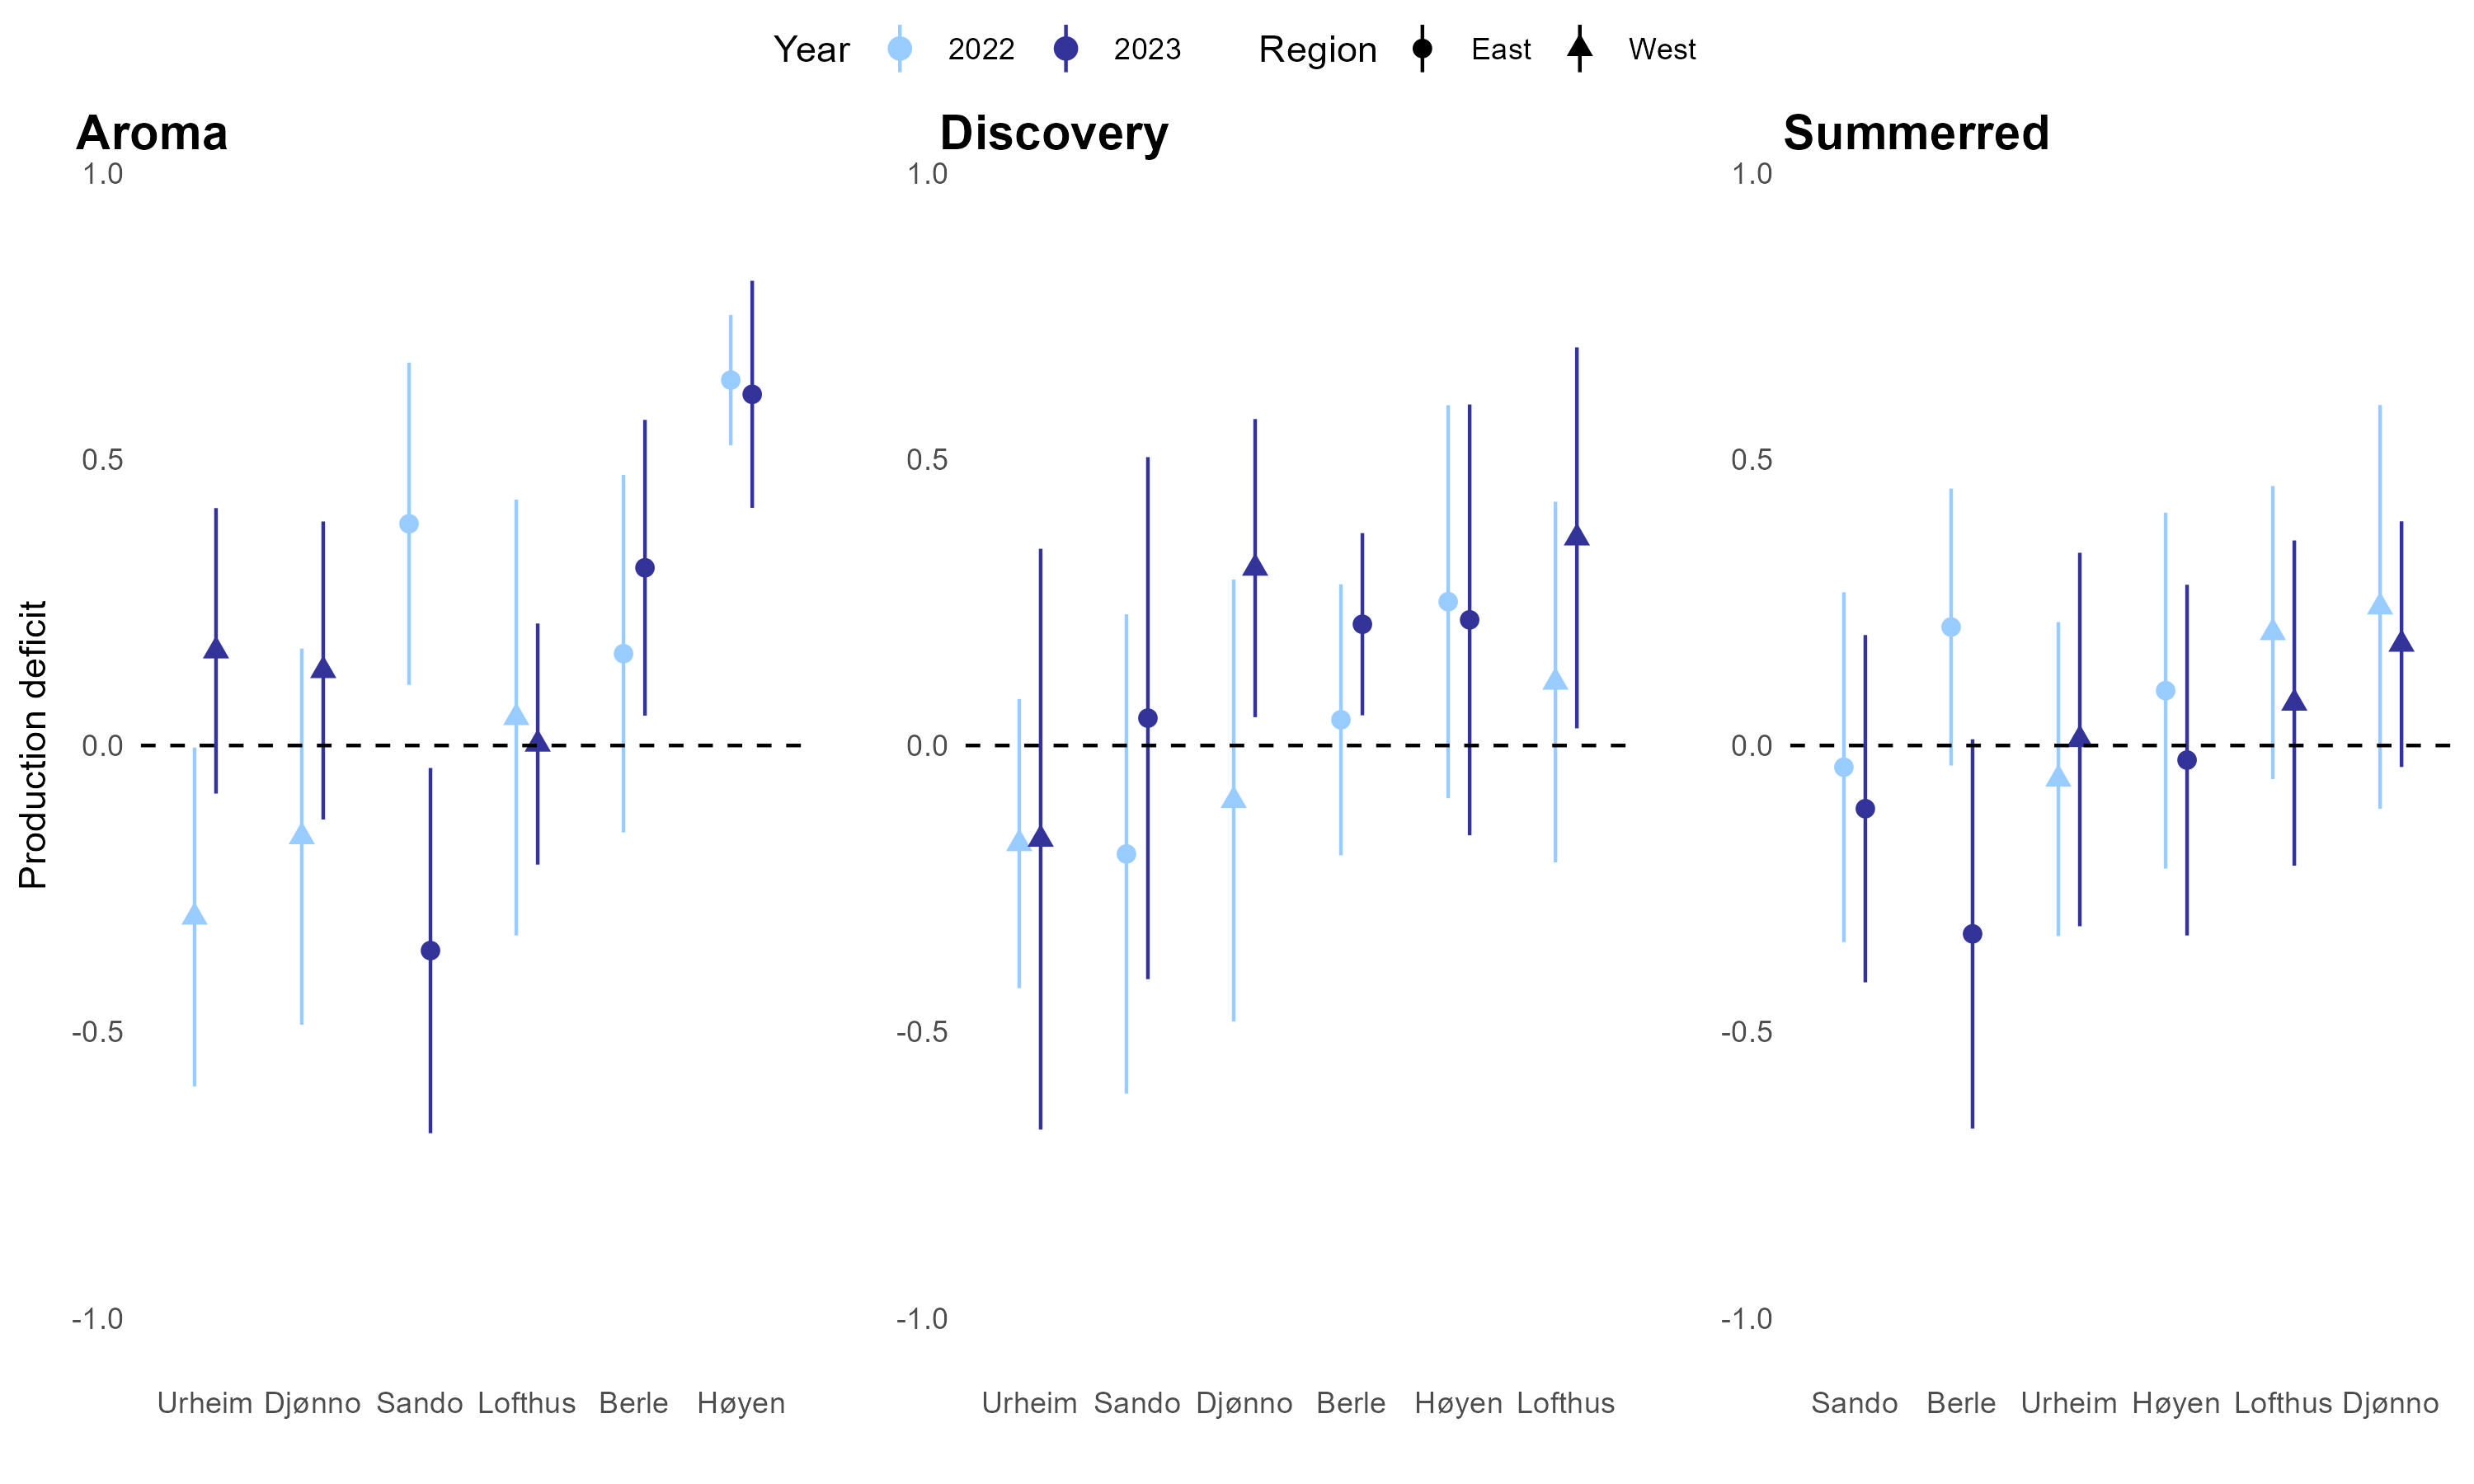 Year 2022 2023 Region East West
Aroma Discovery Summerred
1.0 1.0 1.0
0.5 0.5 0.5
0.0 0.0 0.0
-0.5 -0.5 -0.5
-1.0 -1.0 -1.0
Production deficit
Urheim Djønno Sando Lofthus Berle Høyen
Urheim Sando Djønno Berle Høyen Lofthus
Sando Berle Urheim Høyen Lofthus Djønno